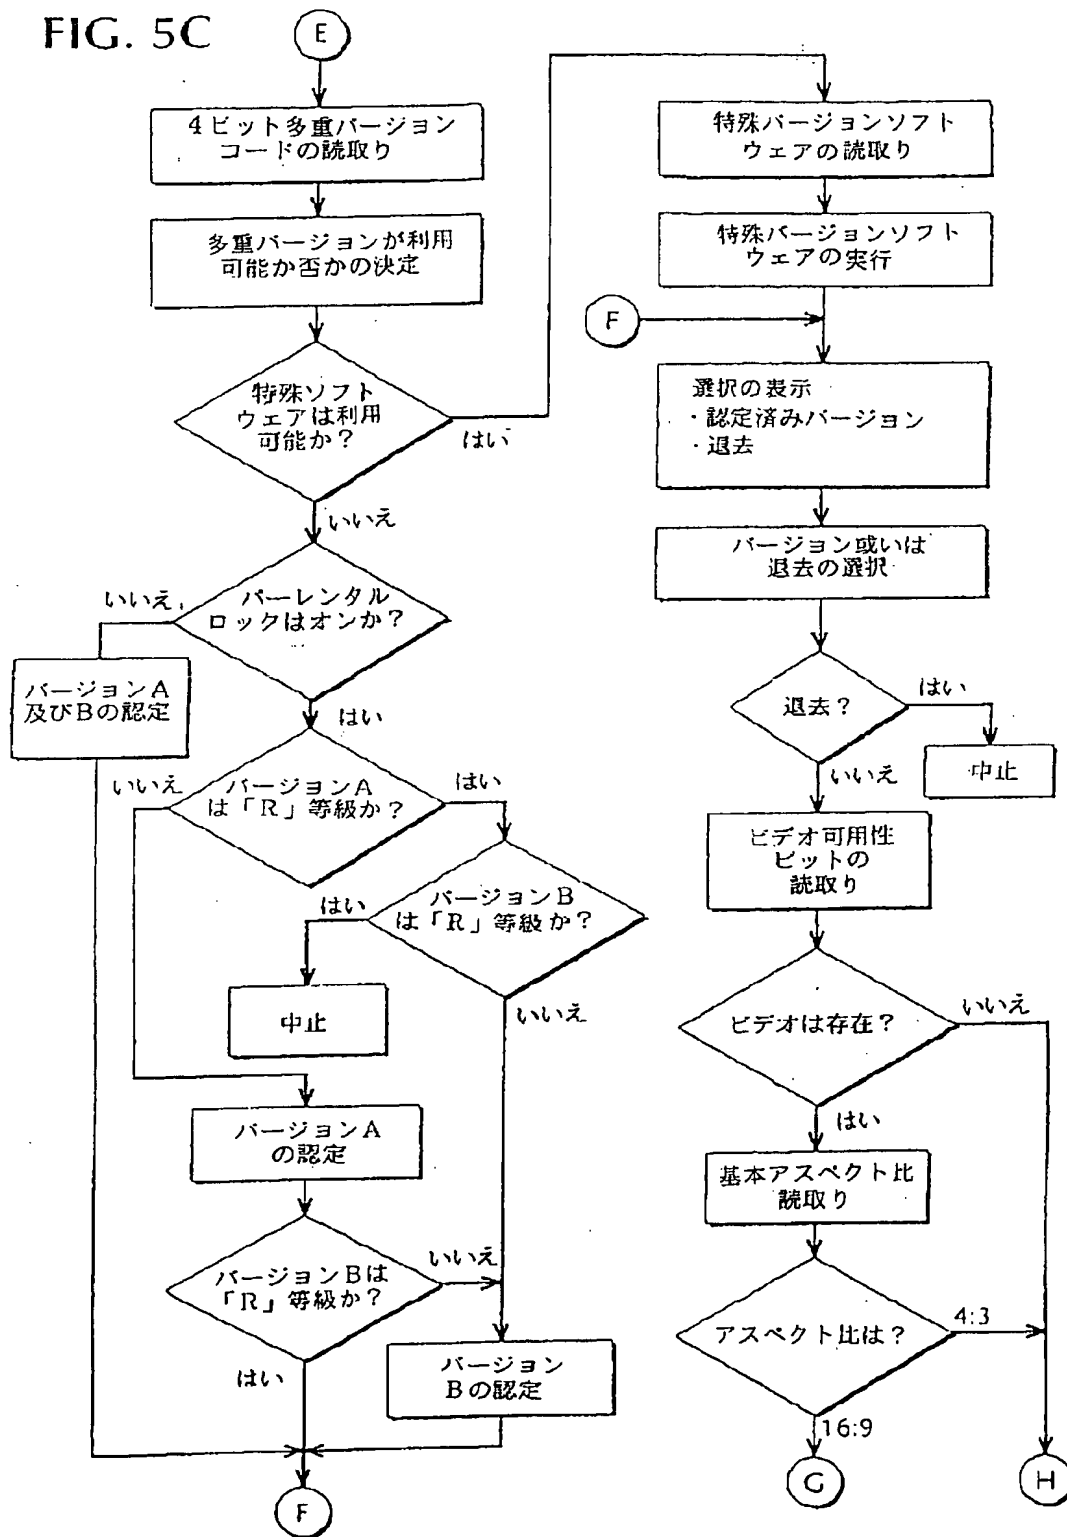 FIG. 5C
E
4ビット多重バージョン
コードの読取り
多重バージョンが利用
可能か否かの決定
特殊ソフト
ウェアは利用
可能か?
はい
いいえ
パーレンタル
ロックはオンか?
いいえ
バージョンA
及びBの認定
はい
バージョンA
は「R」等級か?
いいえ
はい
バージョンB
は「R」等級か?
はい
中止
いいえ
バージョンA
の認定
バージョンBは
「R」等級か?
いいえ
はい
バージョン
Bの認定
F
特殊バージョンソフト
ウェアの読取り
特殊バージョンソフト
ウェアの実行
F
選択の表示
・認定済みバージョン
・退去
バージョン或いは
退去の選択
退去?
はい
中止
いいえ
ビデオ可用性
ビットの
読取り
ビデオは存在?
いいえ
はい
基本アスペクト比
読取り
アスペクト比は?
4:3
16:9
G
H